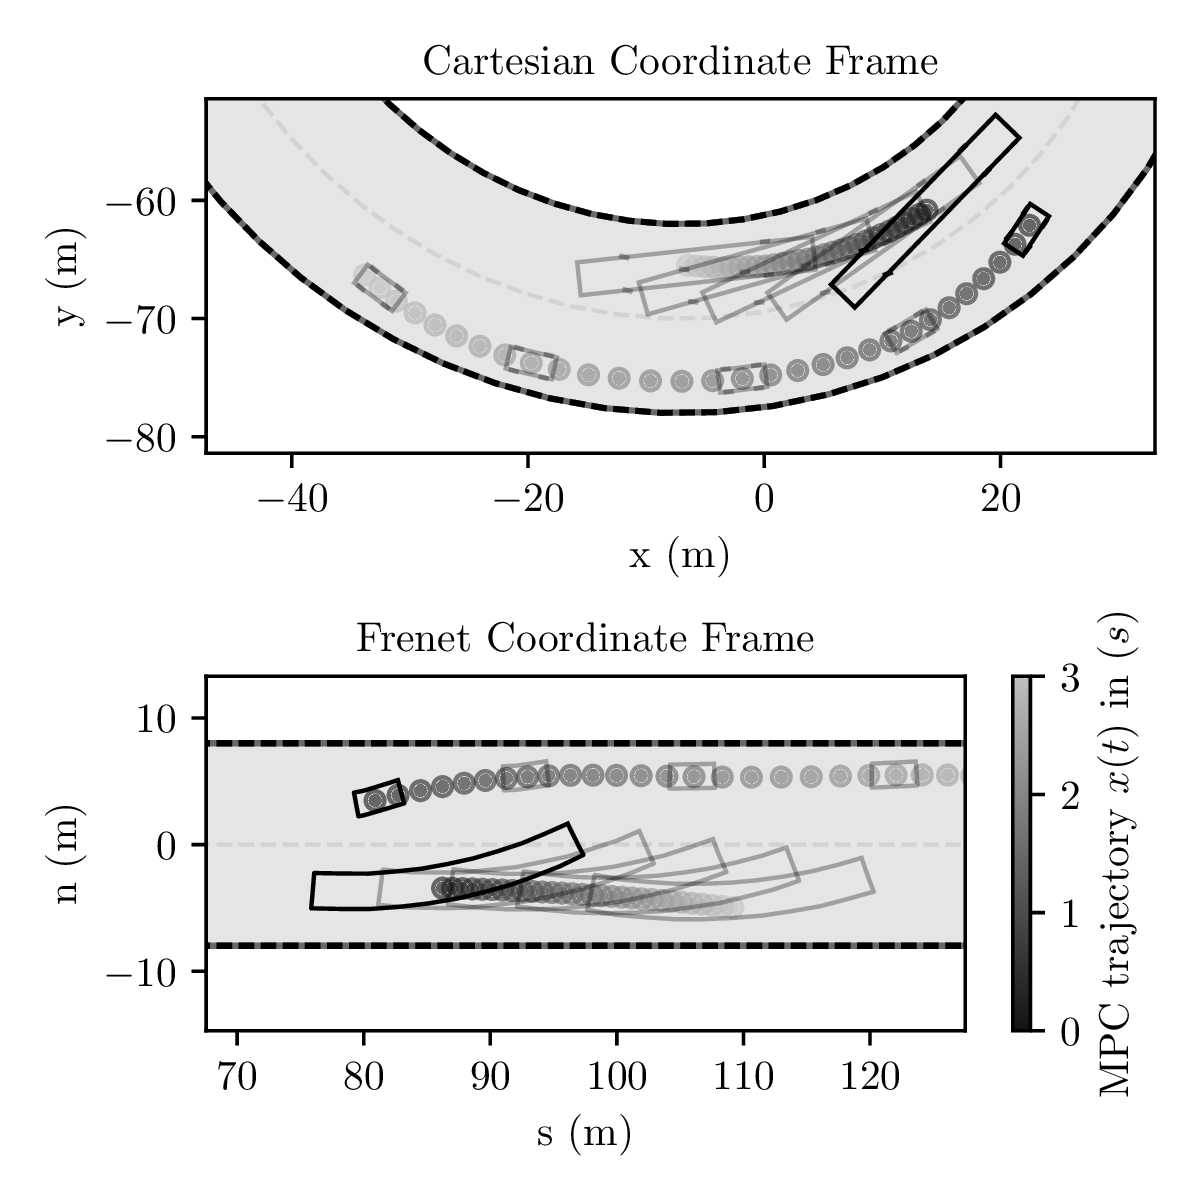 Cartesian Coordinate Frame
−60
−70
−80
y (m)
−40 −20 0 20
x (m)
Frenet Coordinate Frame
10
0
−10
n (m)
70 80 90 100 110 120
s (m)
3
2
1
0
MPC trajectory x(t) in (s)